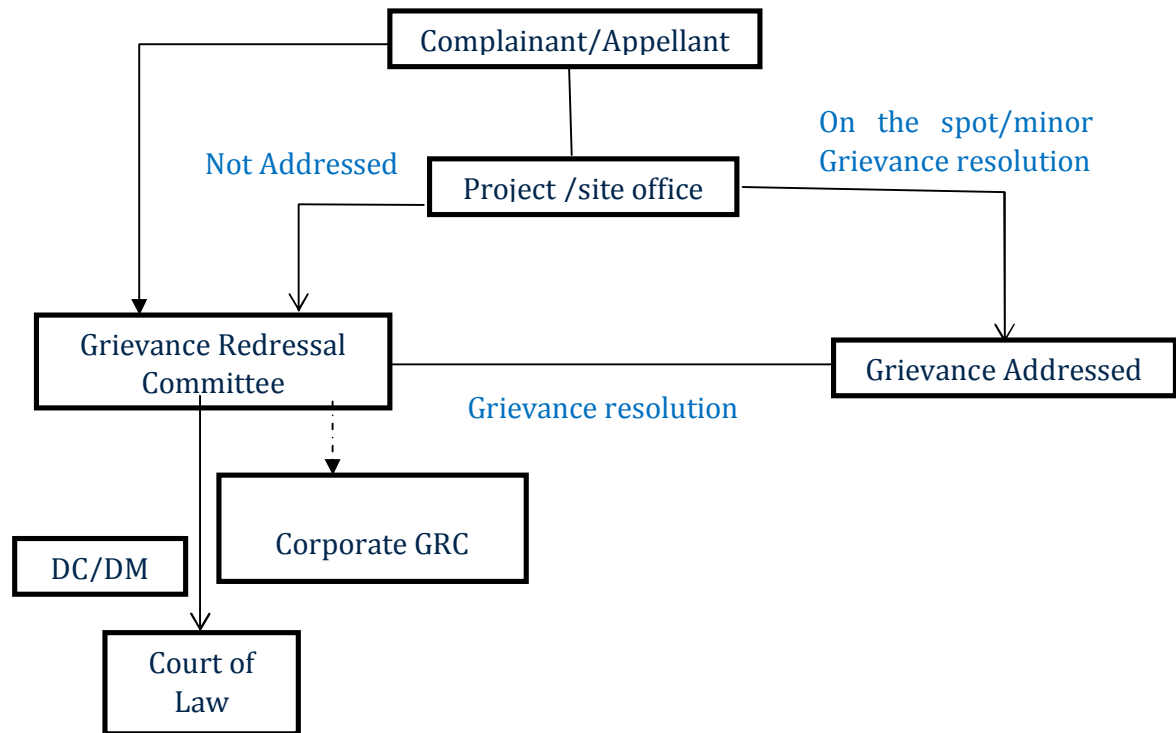 Complainant/Appellant
On the spot/minor
Grievance resolution
Not Addressed
Project /site office
Grievance Redressal
Committee
Grievance Addressed
Grievance resolution
Corporate GRC
DC/DM
Court of
Law